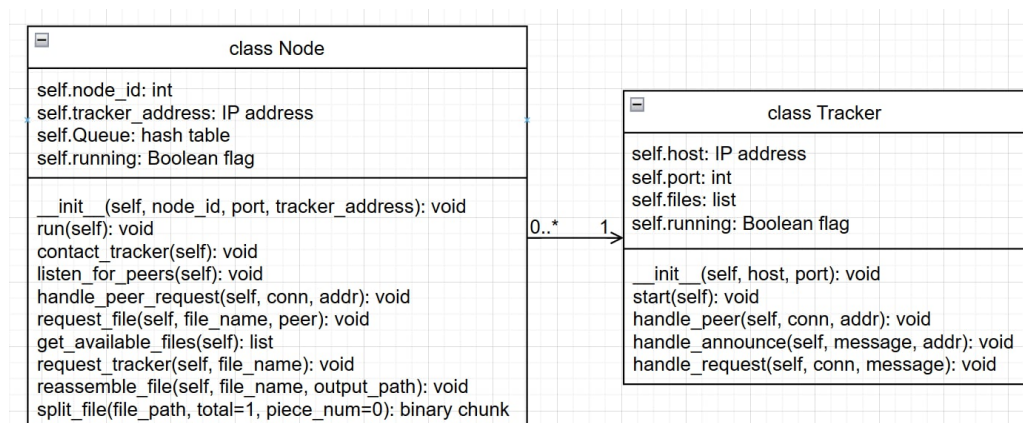 class Node
self.node_id: int
self.tracker_address: IP address
self.Queue: hash table
self.running: Boolean flag
__init__(self, node_id, port, tracker_address): void
run(self): void
contact_tracker(self): void
listen_for_peers(self): void
handle_peer_request(self, conn, addr): void
request_file(self, file_name, peer): void
get_available_files(self): list
request_tracker(self, file_name): void
reassemble_file(self, file_name, output_path): void
split_file(file_path, total=1, piece_num=0): binary chunk
0..* 1
class Tracker
self.host: IP address
self.port: int
self.files: list
self.running: Boolean flag
__init__(self, host, port): void
start(self): void
handle_peer(self, conn, addr): void
handle_announce(self, message, addr): void
handle_request(self, conn, message): void